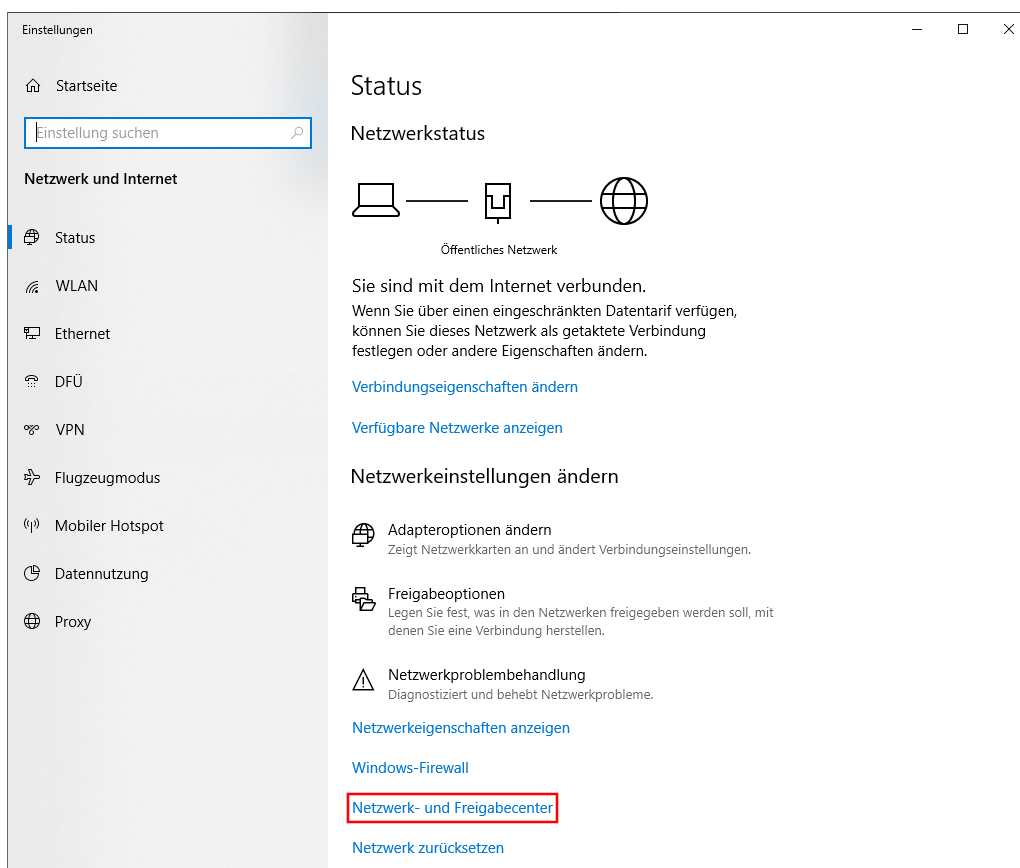 Einstellungen
Startseite
Einstellung suchen
Netzwerk und Internet
Status
WLAN
Ethernet
DFÜ
VPN
Flugzeugmodus
Mobiler Hotspot
Datennutzung
Proxy
Status
Netzwerkstatus
Öffentliches Netzwerk
Sie sind mit dem Internet verbunden.
Wenn Sie über einen eingeschränkten Datentarif verfügen,
können Sie dieses Netzwerk als getaktete Verbindung
festlegen oder andere Eigenschaften ändern.
Verbindungseigenschaften ändern
Verfügbare Netzwerke anzeigen
Netzwerkeinstellungen ändern
Adapteroptionen ändern
Zeigt Netzwerkkarten an und ändert Verbindungseinstellungen.
Freigabeoptionen
Legen Sie fest, was in den Netzwerken freigegeben werden soll, mit
denen Sie eine Verbindung herstellen.
Netzwerkproblembehandlung
Diagnostiziert und behebt Netzwerkprobleme.
Netzwerkeigenschaften anzeigen
Windows-Firewall
Netzwerk- und Freigabecenter
Netzwerk zurücksetzen